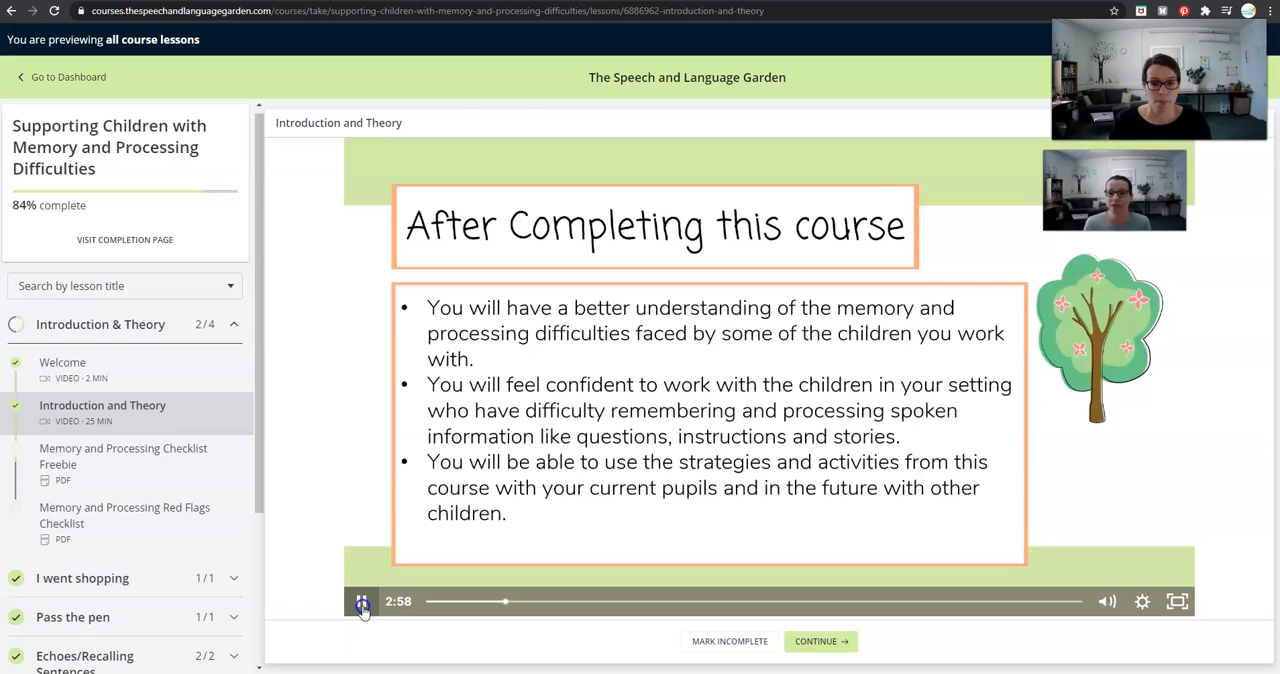 courses.thespeechandlanguagegarden.com/courses/take/supporting-children-with-memory-and-processing-difficulties/lessons/6886962-introduction-and-theory
You are previewing all course lessons
Go to Dashboard
The Speech and Language Garden
Supporting Children with
Memory and Processing
Difficulties
84% complete
VISIT COMPLETION PAGE
Search by lesson title
Introduction & Theory 2/4
Welcome
VIDEO · 2 MIN
Introduction and Theory
VIDEO · 25 MIN
Memory and Processing Checklist
Freebie
PDF
Memory and Processing Red Flags
Checklist
PDF
I went shopping 1/1
Pass the pen 1/1
Echoes/Recalling 2/2
Sentences
Introduction and Theory
After Completing this course
• You will have a better understanding of the memory and
processing difficulties faced by some of the children you work
with.
• You will feel confident to work with the children in your setting
who have difficulty remembering and processing spoken
information like questions, instructions and stories.
• You will be able to use the strategies and activities from this
course with your current pupils and in the future with other
children.
2:58
MARK INCOMPLETE
CONTINUE →